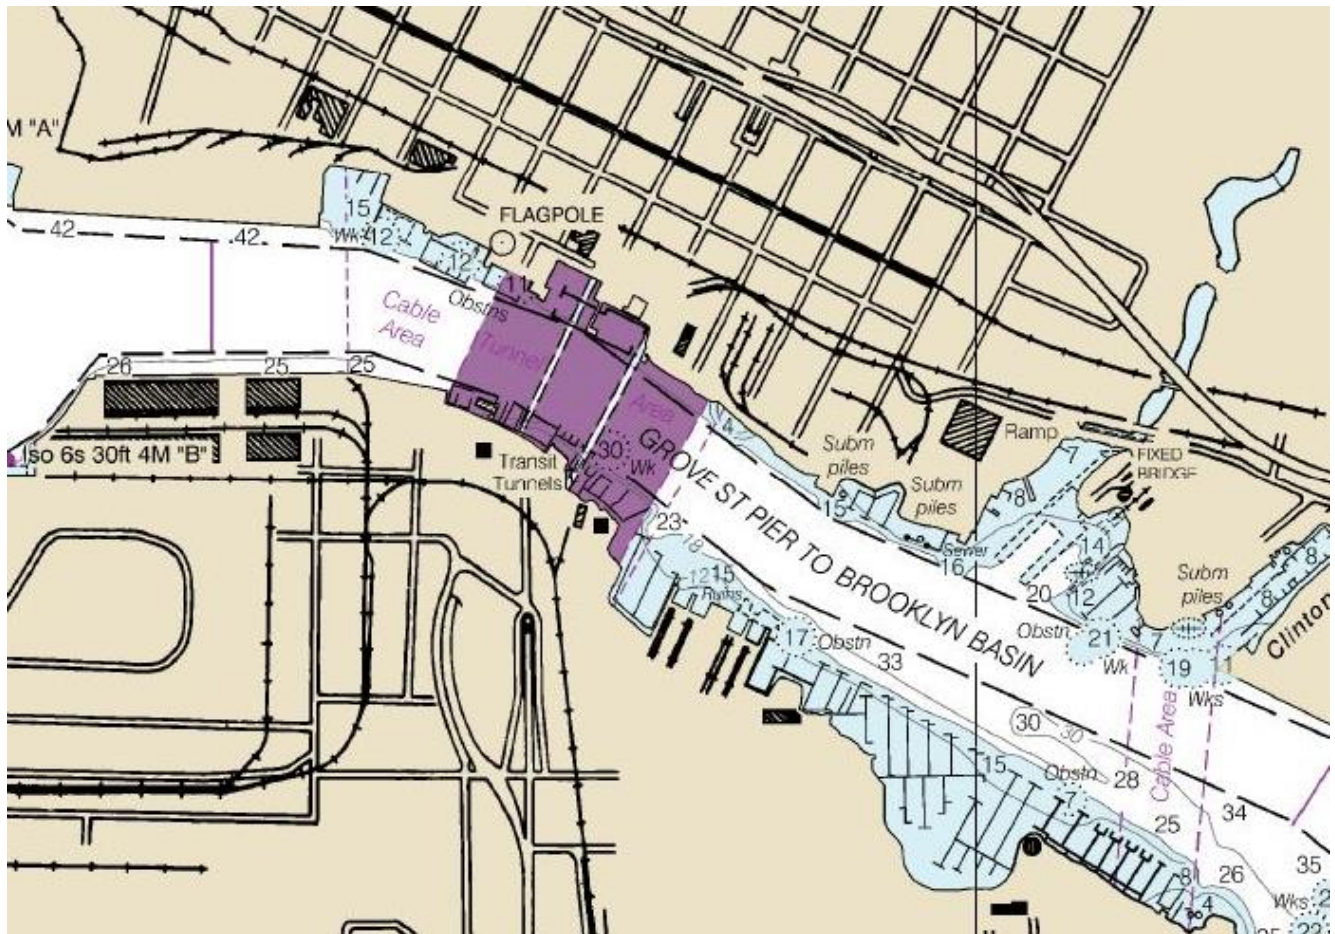 M "A"
15
FLAGPOLE
42
42
Wk
12
12
11
Obstns
Cable
Area
Tunnel
Area
26
25
25
GROVE ST PIER TO BROOKLYN BASIN
Iso 6s 30ft 4M "B"
Transit
Tunnels
30
Wk
Subm
piles
Ramp
7
FIXED
BRIDGE
8
Subm
piles
15
23
18
Sewer
16
14
8
12
15
Ruins
20
12
Subm
piles
8
Clinton
17
Obstn
Obstn
21
7
33
Wk
19
11
Wks
30
30
Cable Area
15
Obstn
28
7
34
25
35
8
26
4
Wks